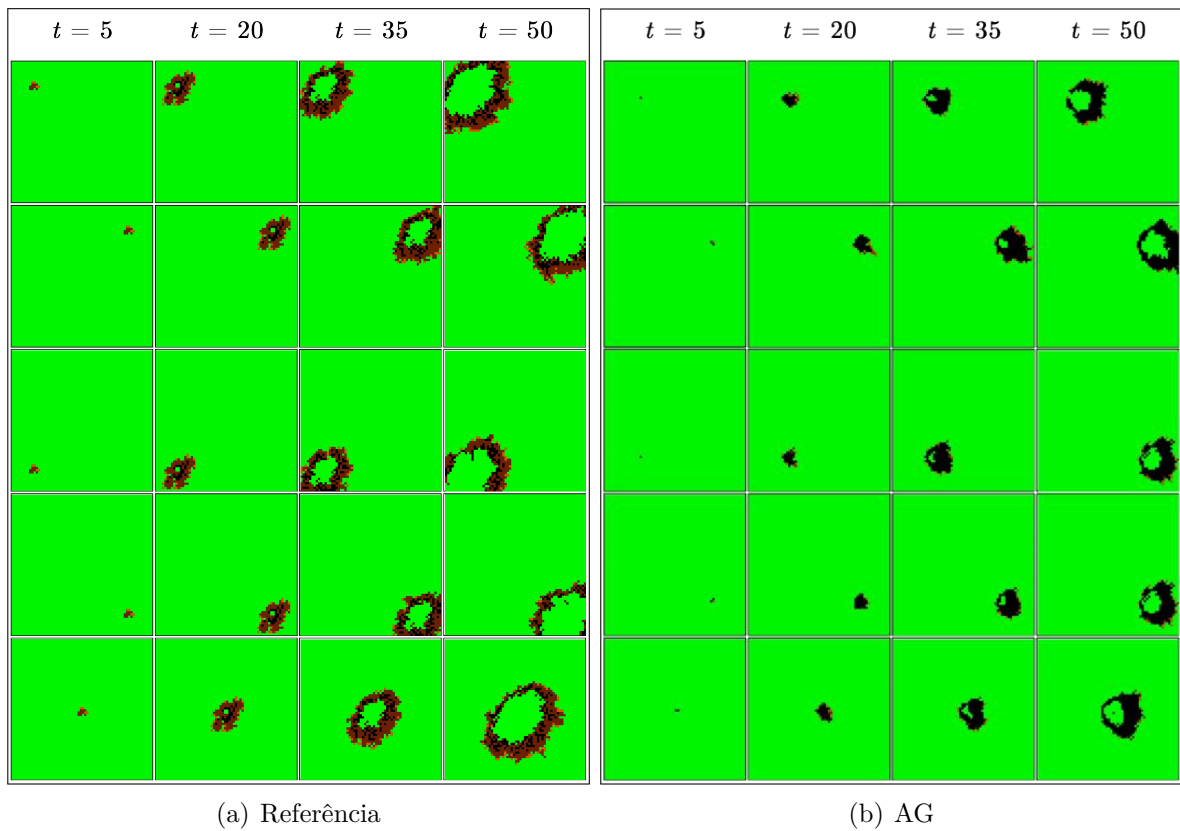 t = 5 t = 20 t = 35 t = 50
t = 5 t = 20 t = 35 t = 50
(a) Referência
(b) AG